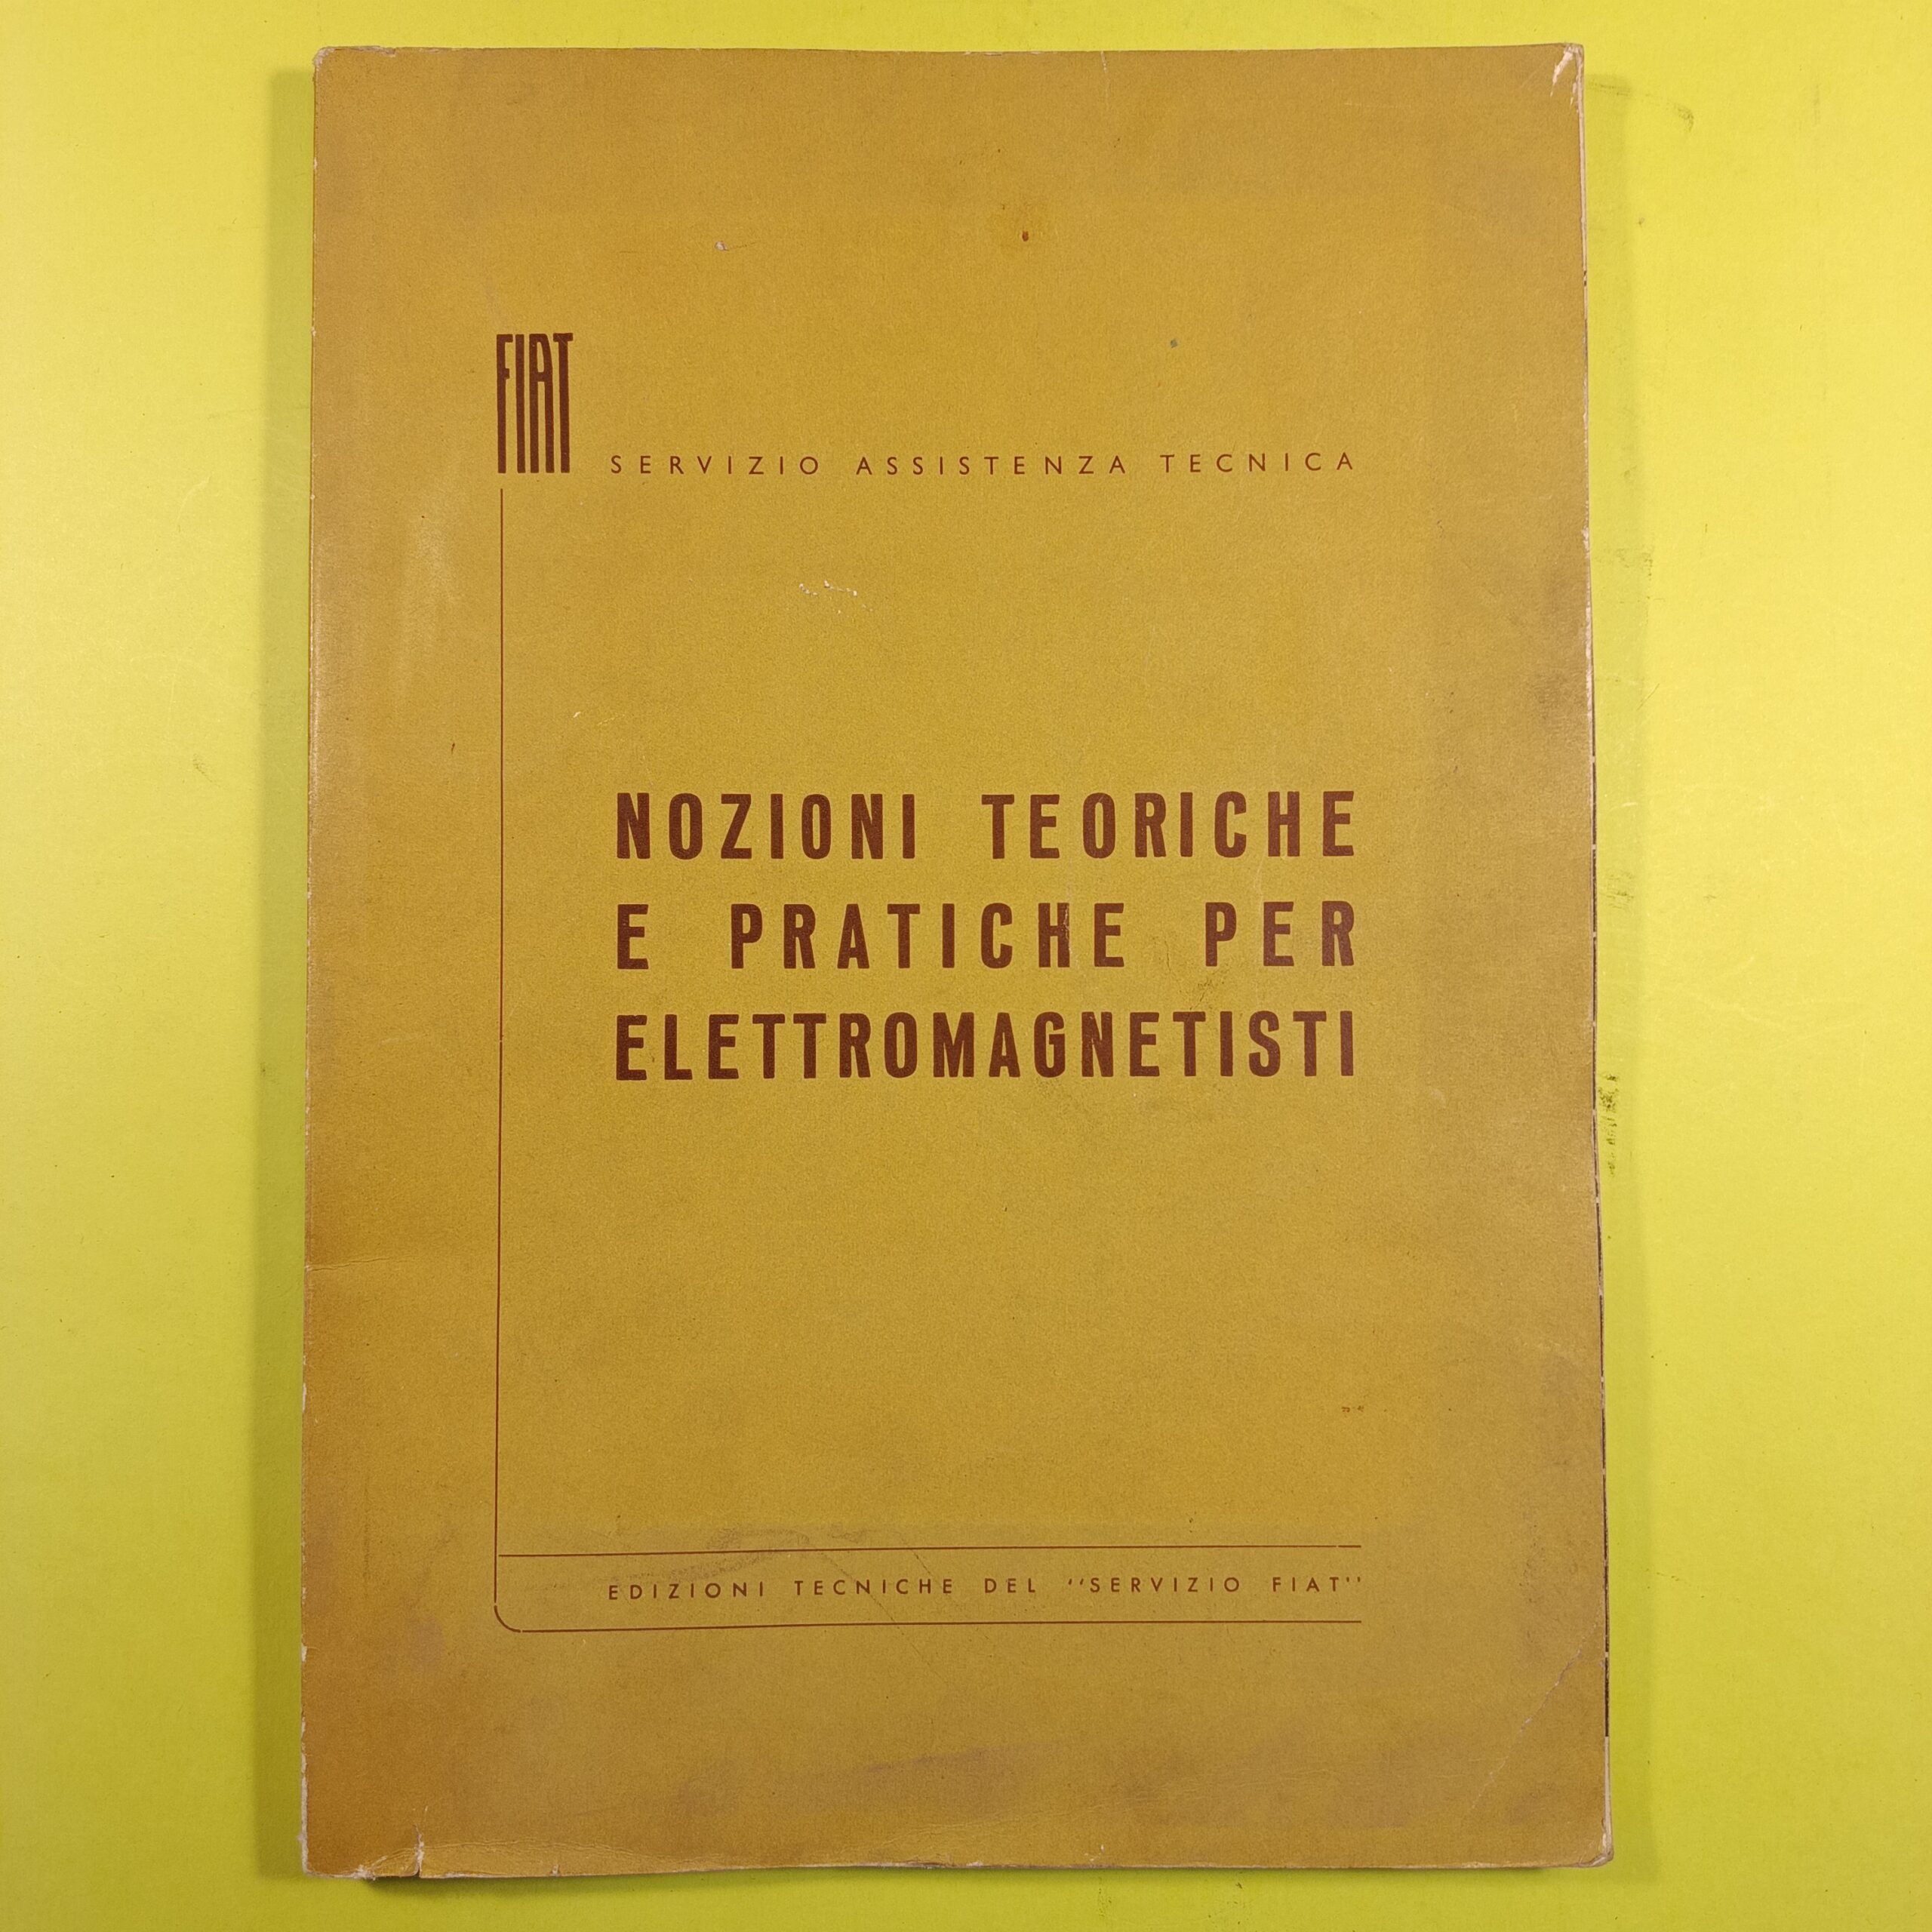 FIAT SERVIZIO ASSISTENZA TECNICA
NOZIONI TEORICHE
E PRATICHE PER
ELETTROMAGNETISTI
EDIZIONI TECNICHE DEL "SERVIZIO FIAT"